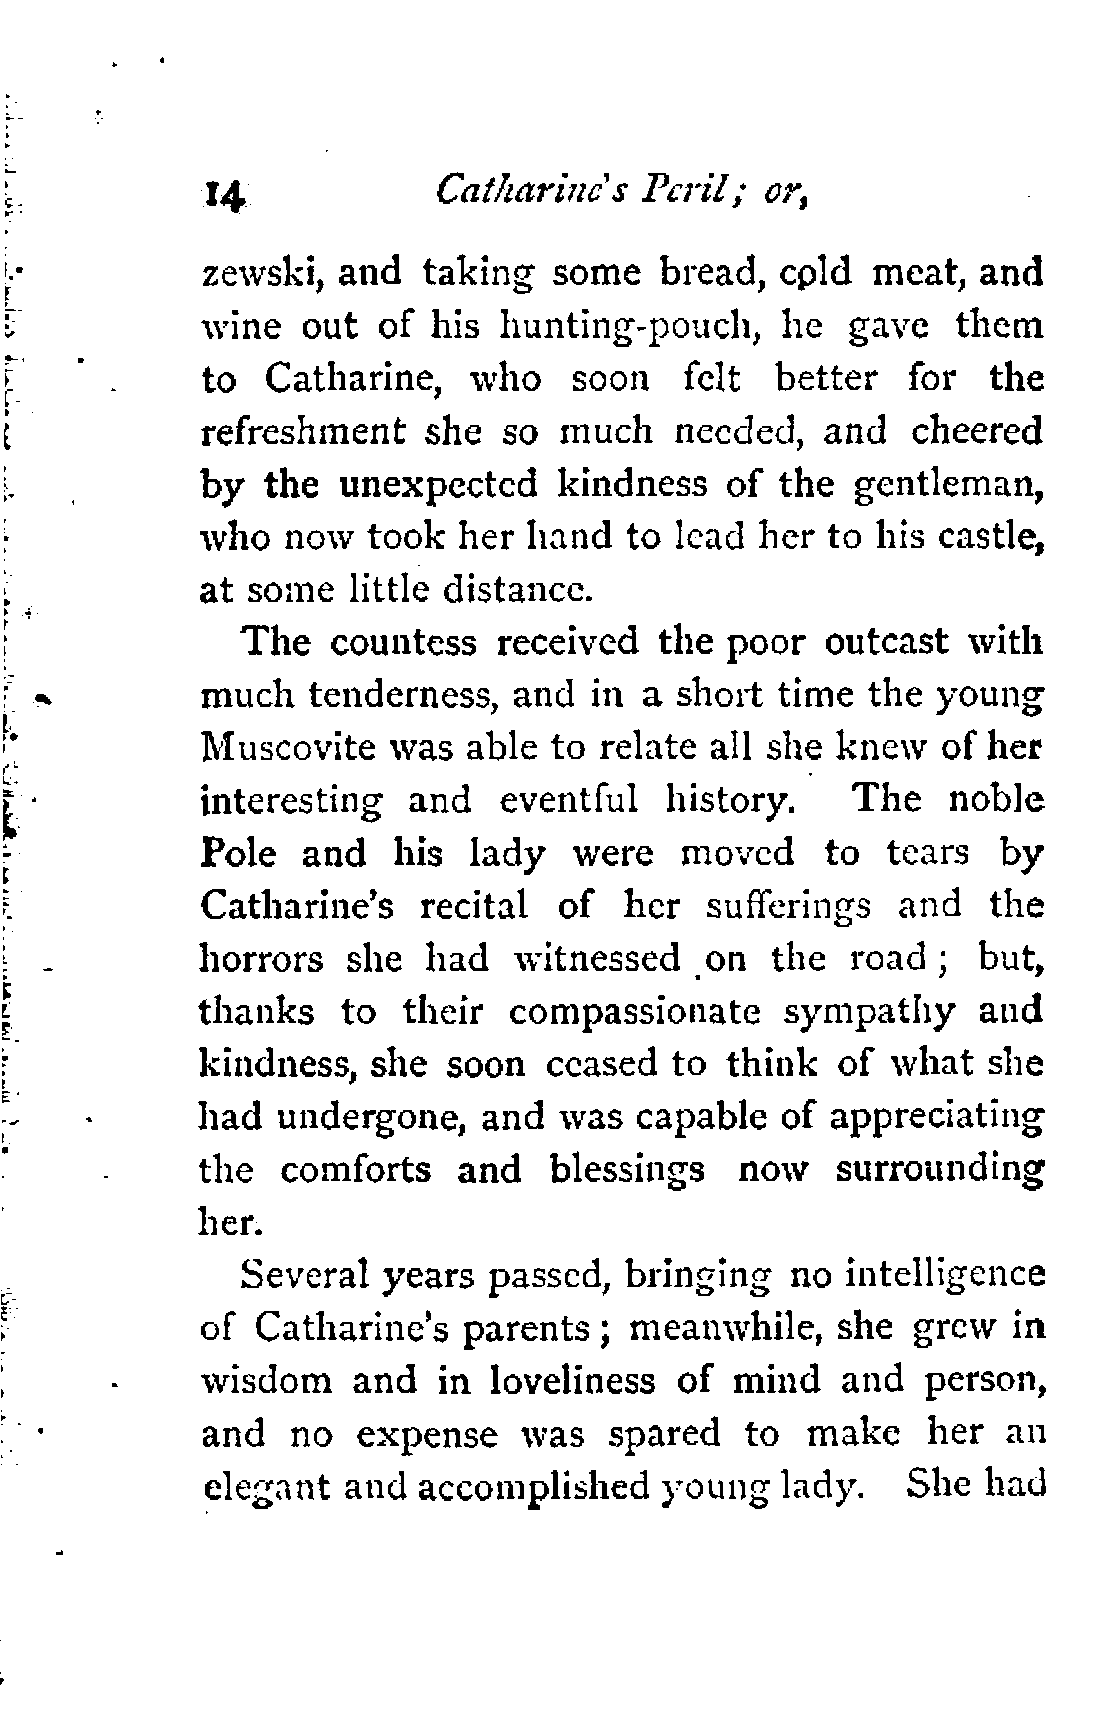 14 Catharine's Peril; or,
zewski, and taking some bread, cold meat, and
wine out of his hunting-pouch, he gave them
to Catharine, who soon felt better for the
refreshment she so much needed, and cheered
by the unexpected kindness of the gentleman,
who now took her hand to lead her to his castle,
at some little distance.
The countess received the poor outcast with
much tenderness, and in a short time the young
Muscovite was able to relate all she knew of her
interesting and eventful history. The noble
Pole and his lady were moved to tears by
Catharine's recital of her sufferings and the
horrors she had witnessed on the road; but,
thanks to their compassionate sympathy and
kindness, she soon ceased to think of what she
had undergone, and was capable of appreciating
the comforts and blessings now surrounding
her.
Several years passed, bringing no intelligence
of Catharine's parents; meanwhile, she grew in
wisdom and in loveliness of mind and person,
and no expense was spared to make her an
elegant and accomplished young lady. She had